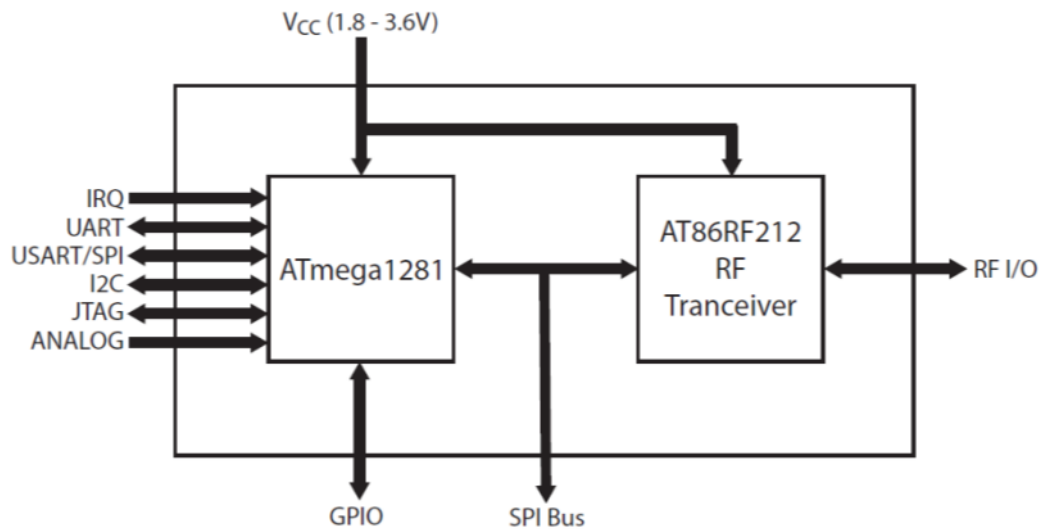 VCC (1.8 - 3.6V)
IRQ
UART
USART/SPI
I2C
JTAG
ANALOG
ATmega1281
AT86RF212
RF
Tranceiver
RF I/O
GPIO
SPI Bus